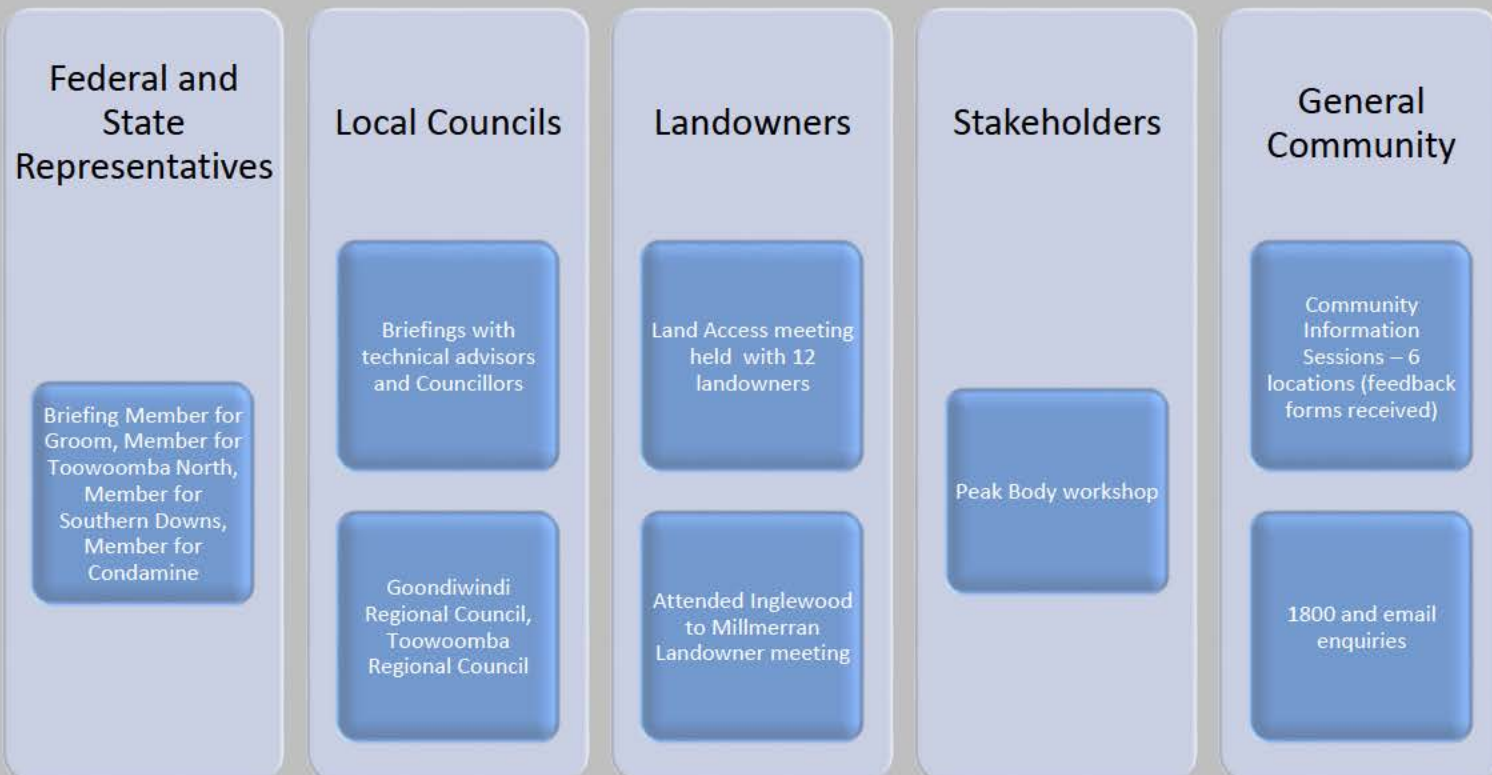 Federal and
State
Representatives
Briefing Member for
Groom, Member for
Toowoomba North,
Member for
Southern Downs,
Member for
Condamine
Local Councils
Briefings with
technical advisors
and Councillors
Goondiwindi
Regional Council,
Toowoomba
Regional Council
Landowners
Land Access meeting
held with 12
landowners
Attended Inglewood
to Millmerran
Landowner meeting
Stakeholders
Peak Body workshop
General
Community
Community
Information
Sessions – 6
locations (feedback
forms received)
1800 and email
enquiries